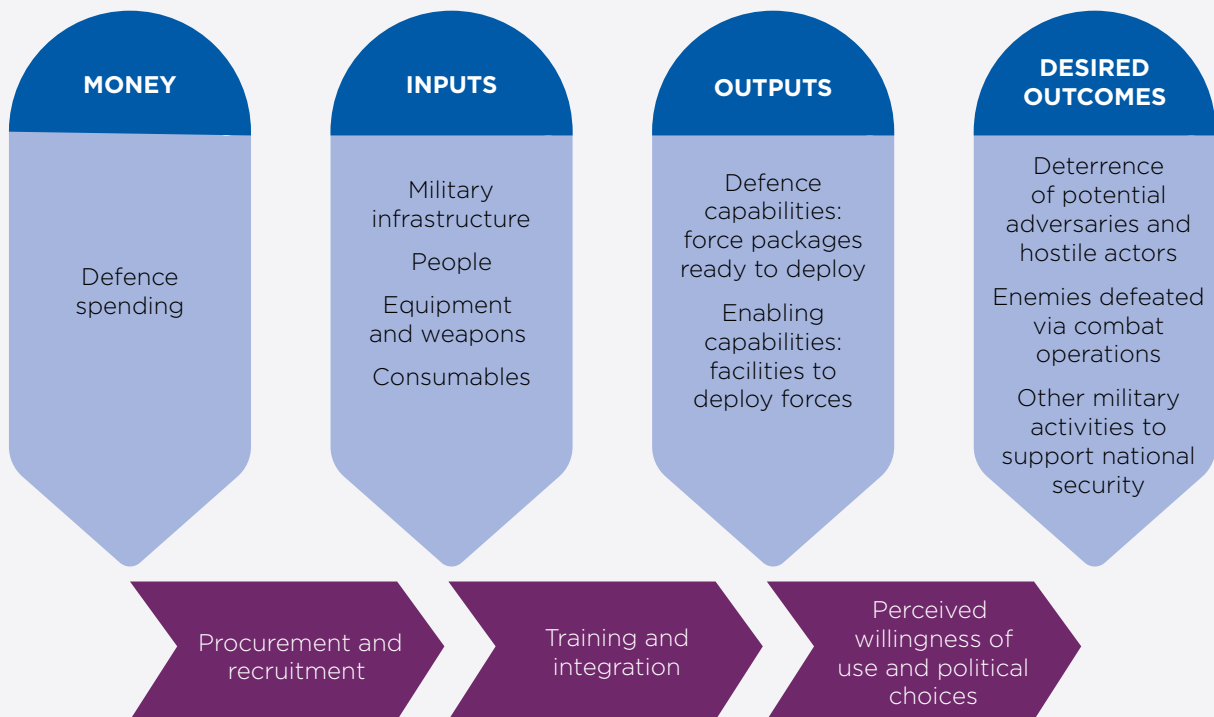 MONEY
Defence
spending
INPUTS
Military
infrastructure
People
Equipment
and weapons
Consumables
OUTPUTS
Defence
capabilities:
force packages
ready to deploy
Enabling
capabilities:
facilities to
deploy forces
DESIRED
OUTCOMES
Deterrence
of potential
adversaries and
hostile actors
Enemies defeated
via combat
operations
Other military
activities to
support national
security
Procurement and
recruitment
Training and
integration
Perceived
willingness of
use and political
choices